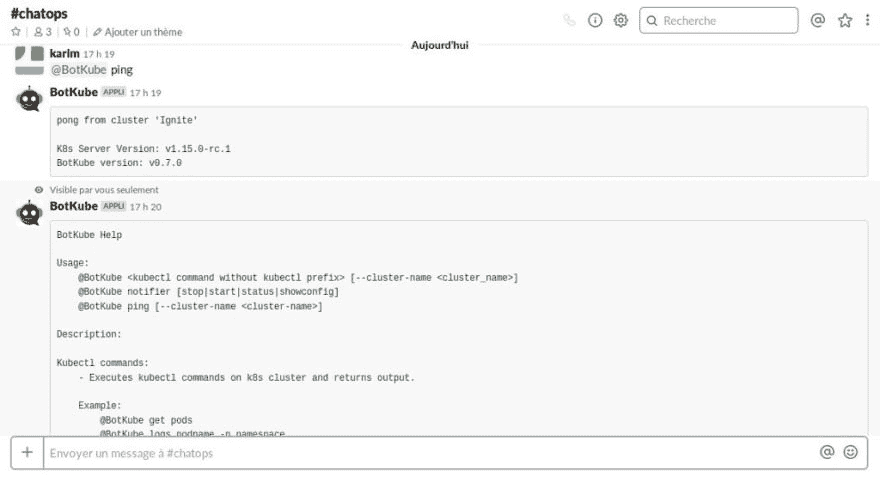 #chatops
3
0
Ajouter un thème
Recherche
Aujourd'hui
karim 17 h 19
@BotKube ping
BotKube APPLI 17 h 19
pong from cluster 'Ignite'
K8s Server Version: v1.15.0-rc.1
BotKube version: v0.7.0
Visible par vous seulement
BotKube APPLI 17 h 20
BotKube Help
Usage:
@BotKube <kubectl command without kubectl prefix> [--cluster-name <cluster_name>]
@BotKube notifier [stop|start|status|showconfig]
@BotKube ping [--cluster-name <cluster-name>]
Description:
Kubectl commands:
- Executes kubectl commands on k8s cluster and returns output.
Example:
@BotKube get pods
@BotKube logs podname -n namespace
Envoyer un message à #chatops